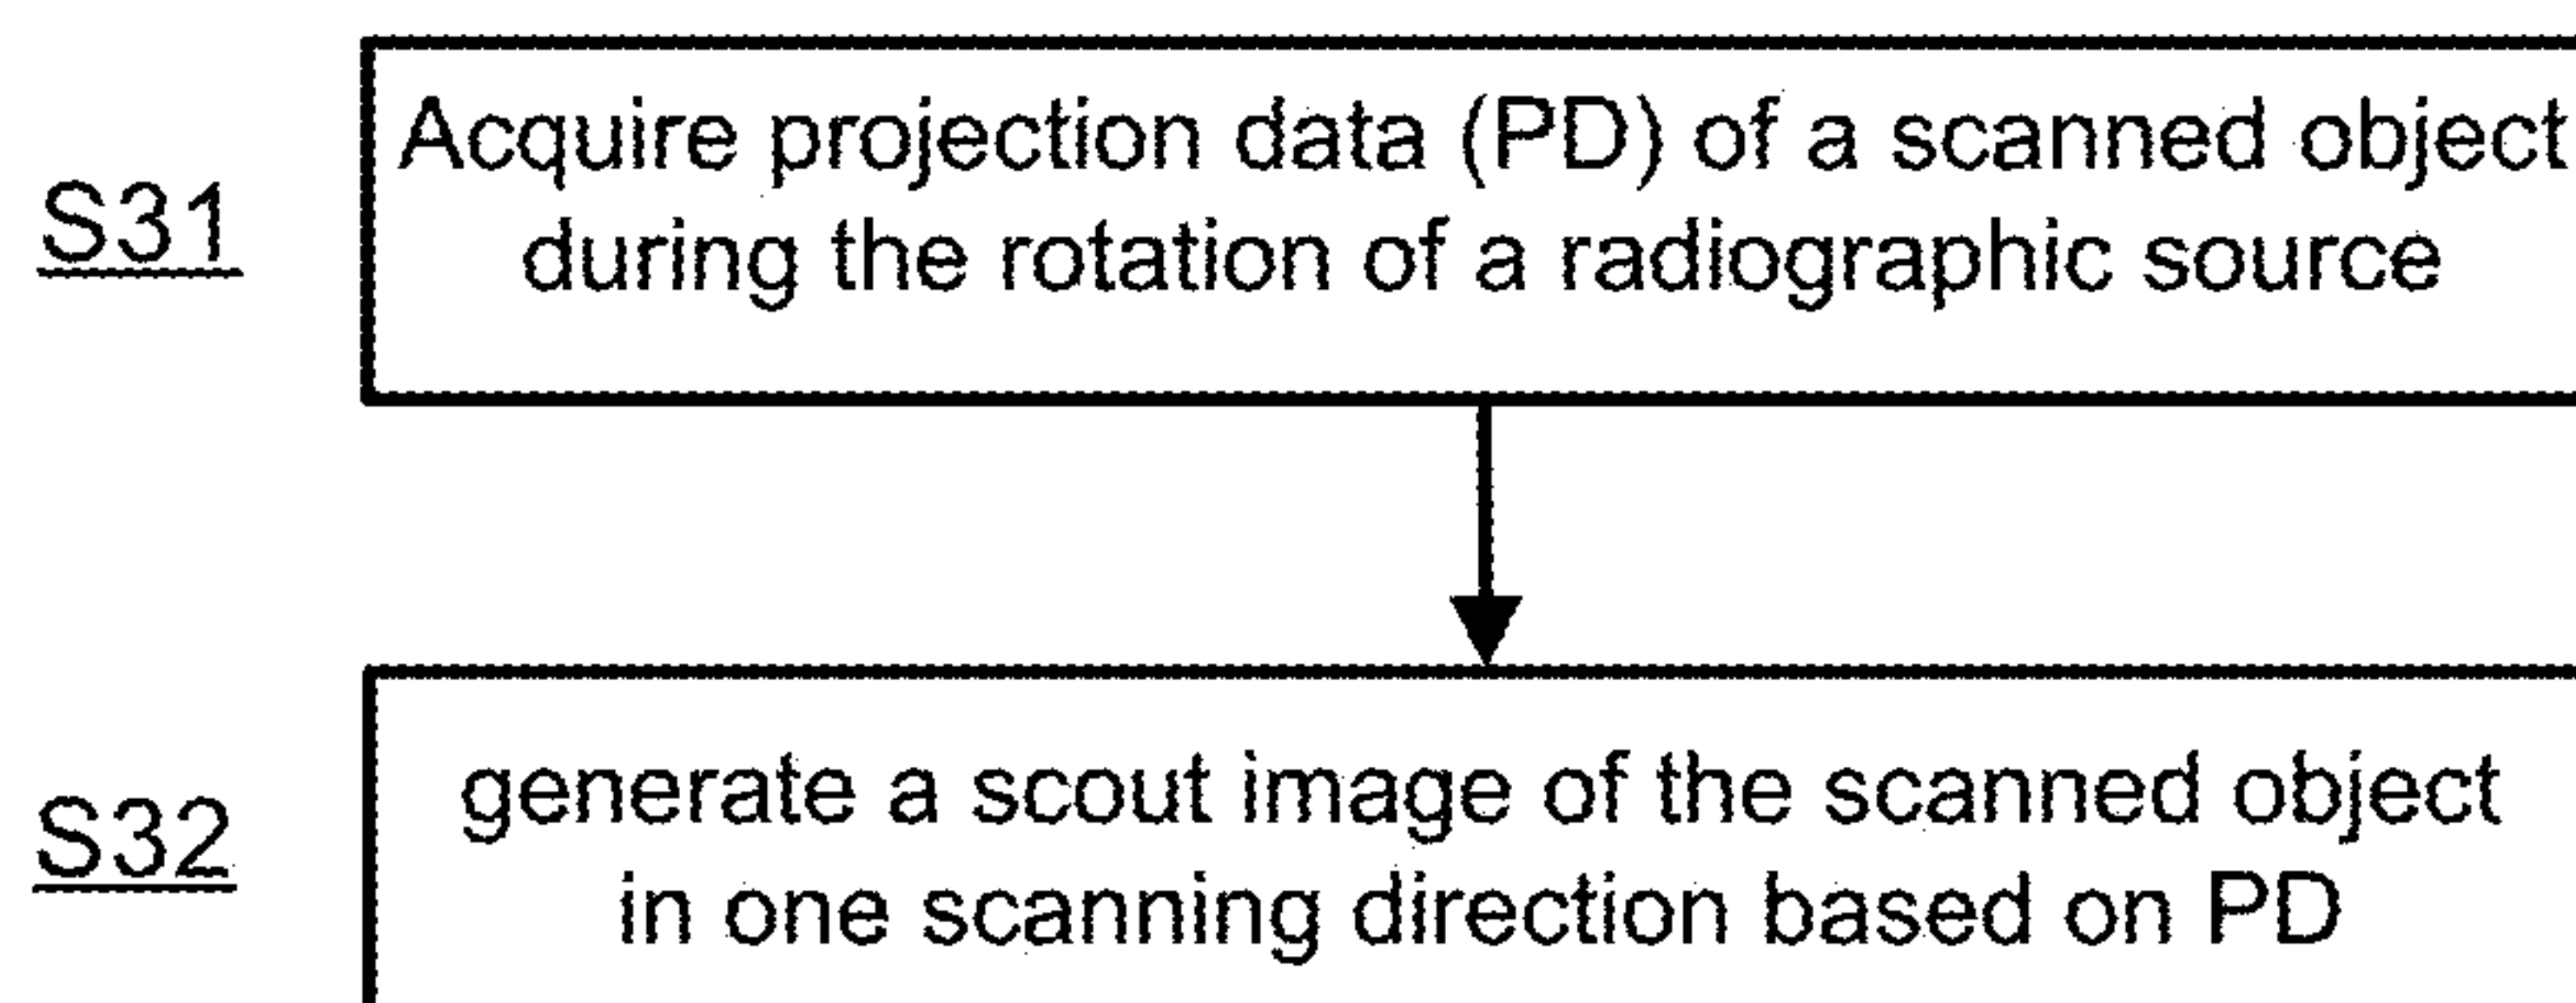 S31
Acquire projection data (PD) of a scanned object
during the rotation of a radiographic source
S32
generate a scout image of the scanned object
in one scanning direction based on PD